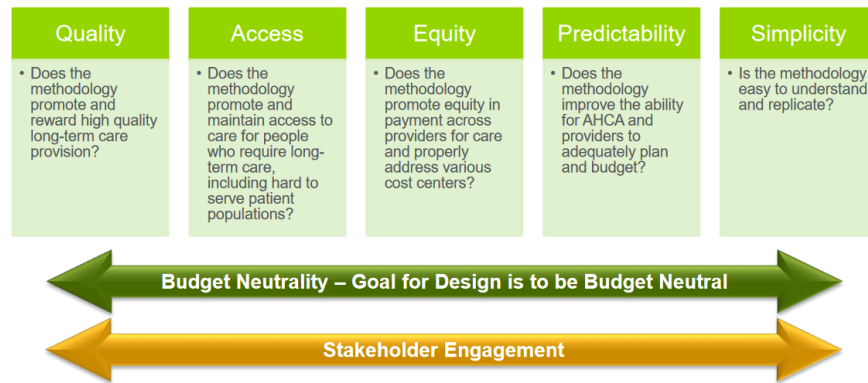 Quality
• Does the
methodology
promote and
reward high quality
long-term care
provision?
Access
• Does the
methodology
promote and
maintain access to
care for people
who require long-
term care,
including hard to
serve patient
populations?
Equity
• Does the
methodology
promote equity in
payment across
providers for care
and properly
address various
cost centers?
Predictability
• Does the
methodology
improve the ability
for AHCA and
providers to
adequately plan
and budget?
Simplicity
• Is the methodology
easy to understand
and replicate?
Budget Neutrality – Goal for Design is to be Budget Neutral
Stakeholder Engagement